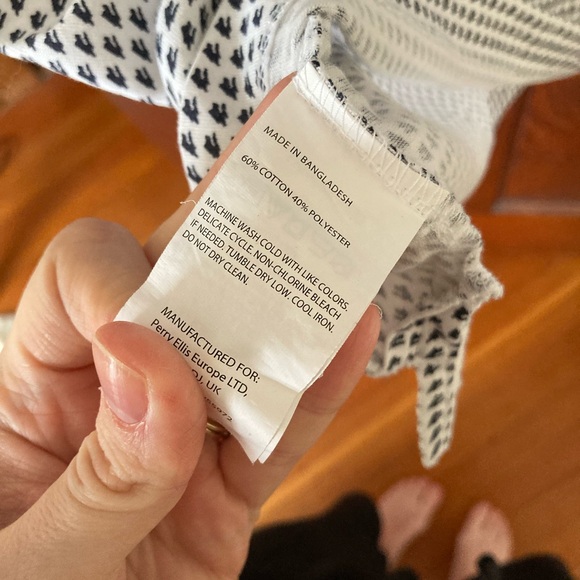 MADE IN BANGLADESH
60% COTTON 40% POLYESTER
MACHINE WASH COLD WITH LIKE COLORS.
DELICATE CYCLE. NON-CHLORINE BLEACH
IF NEEDED. TUMBLE DRY LOW. COOL IRON.
DO NOT DRY CLEAN.
MANUFACTURED FOR:
Perry Ellis Europe LTD,
UK